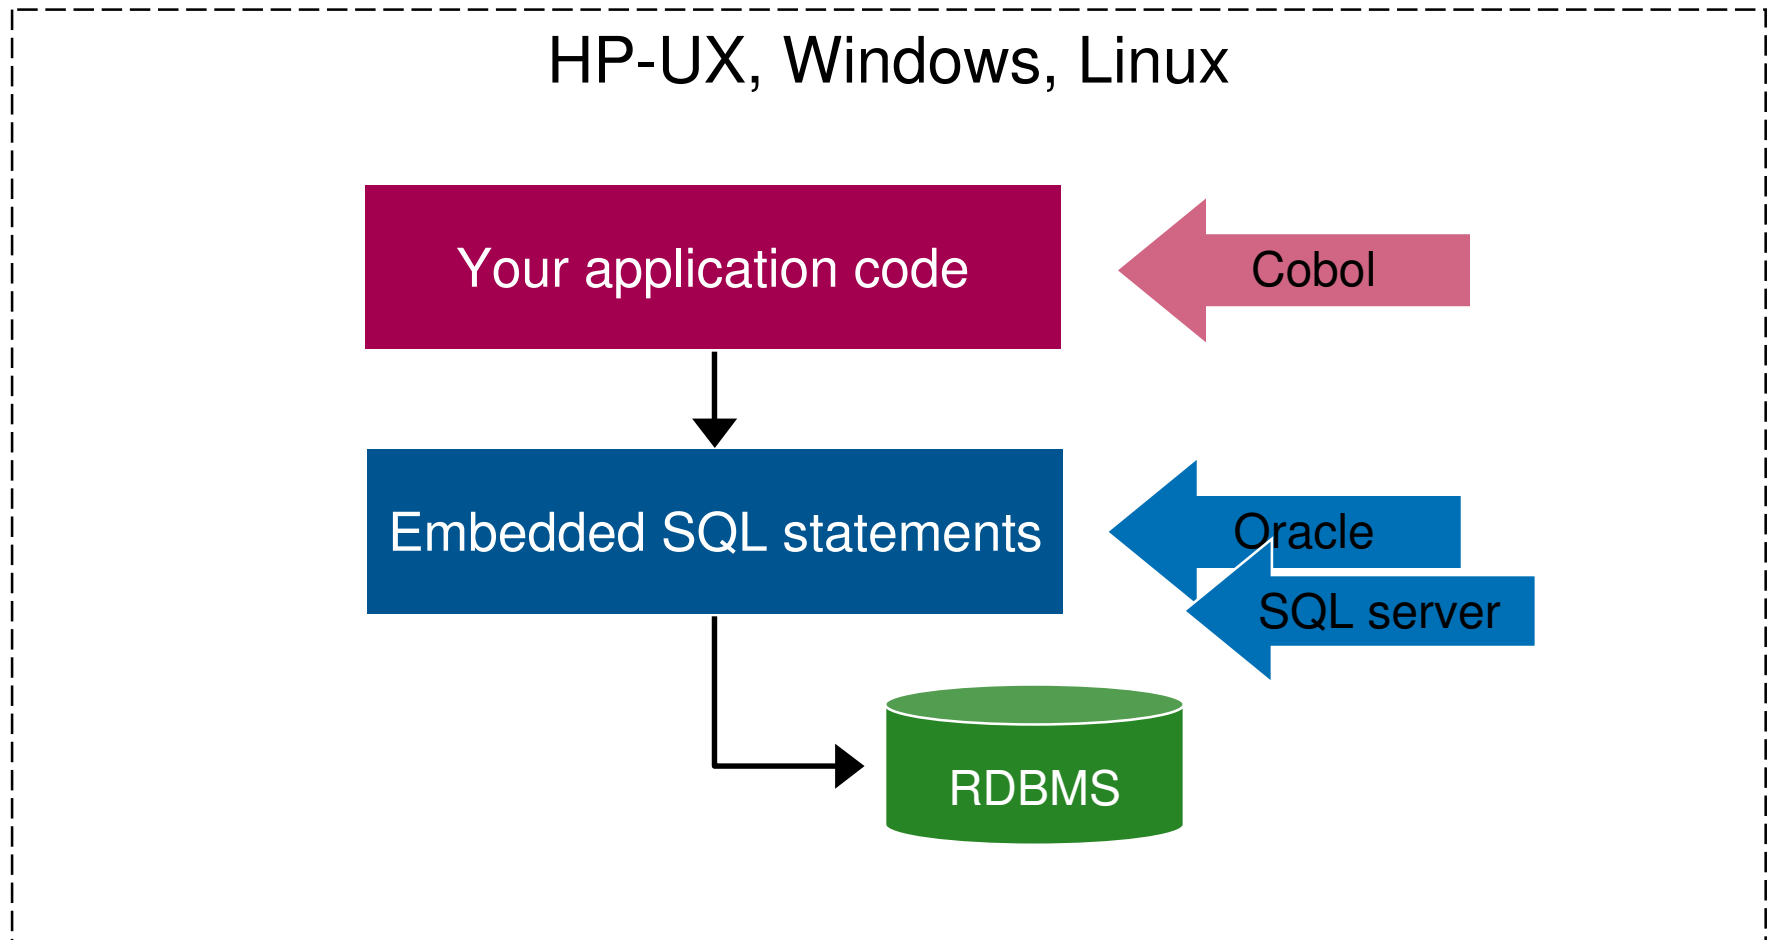 HP-UX, Windows, Linux
Your application code
Cobol
Embedded SQL statements
Oracle
SQL server
RDBMS